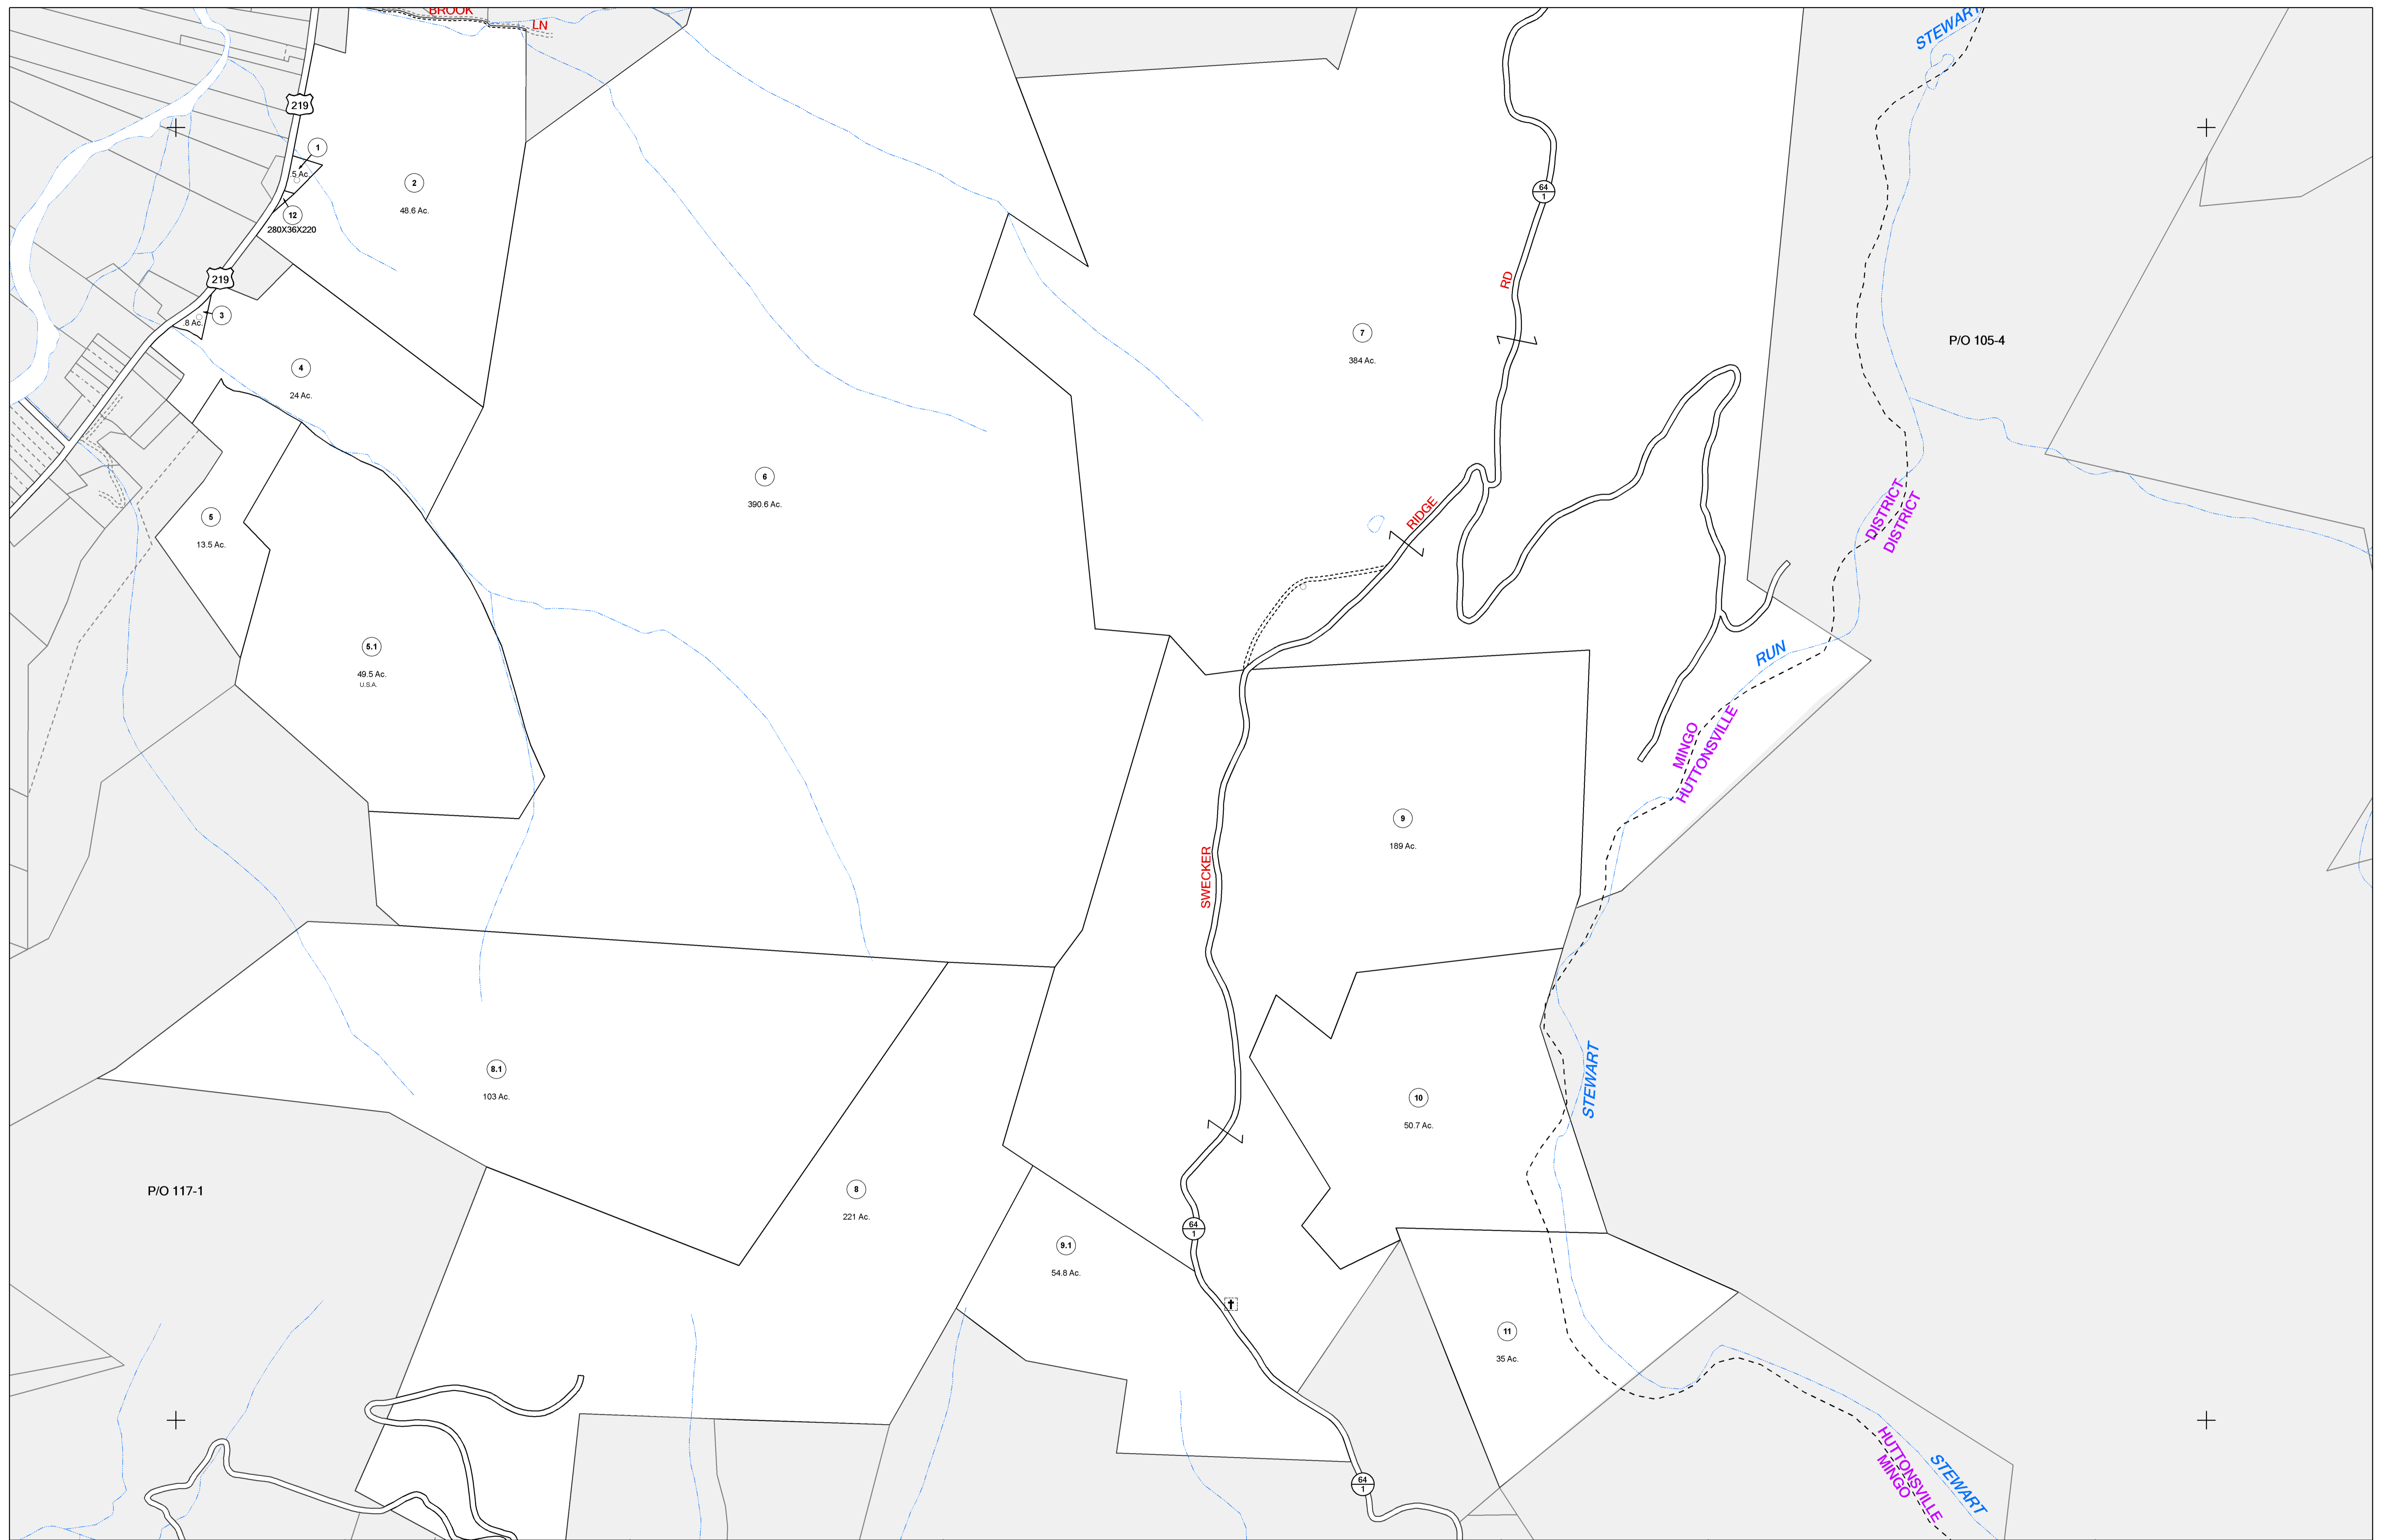 BROOK
LN
STEWART
219
1
.5 Ac.
2
48.6 Ac.
64
1
12
280X36X220
219
RD
3
.8 Ac.
7
384 Ac.
P/O 105-4
4
24 Ac.
6
390.6 Ac.
RIDGE
DISTRICT
DISTRICT
5
13.5 Ac.
5.1
49.5 Ac.
U.S.A.
RUN
MINGO
HUTTONSVILLE
9
189 Ac.
SWECKER
8.1
103 Ac.
STEWART
10
50.7 Ac.
P/O 117-1
8
221 Ac.
64
1
9.1
54.8 Ac.
11
35 Ac.
HUTTONSVILLE
MINGO
STEWART
64
1